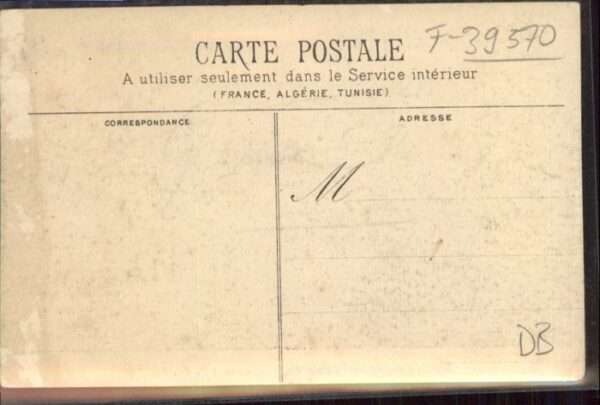 F-39570
CARTE POSTALE
A utiliser seulement dans le Service intérieur
(FRANCE, ALGÉRIE, TUNISIE)
CORRESPONDANCE
ADRESSE
M
DB